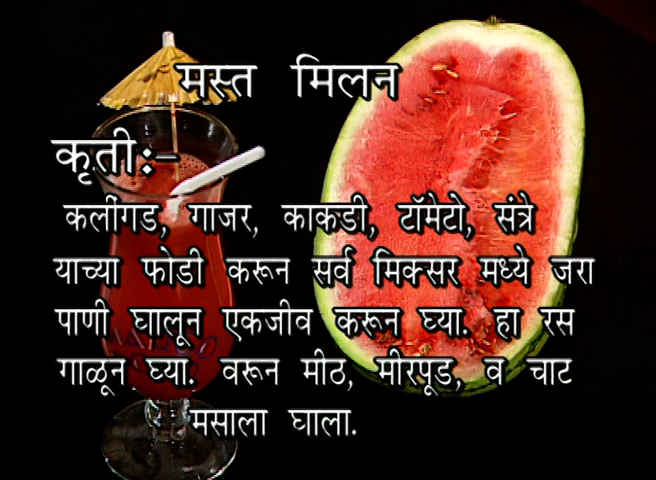 मस्त मिलन
कृती:–
कलींगड, गाजर, काकडी, टॉमेटो, संत्रे
याच्या फोडी करून सर्व मिक्सर मध्ये जरा
पाणी घालून एकजीव करून घ्या. हा रस
गाळून घ्या. वरून मीठ, मीरपूड, व चाट
मसाला घाला.